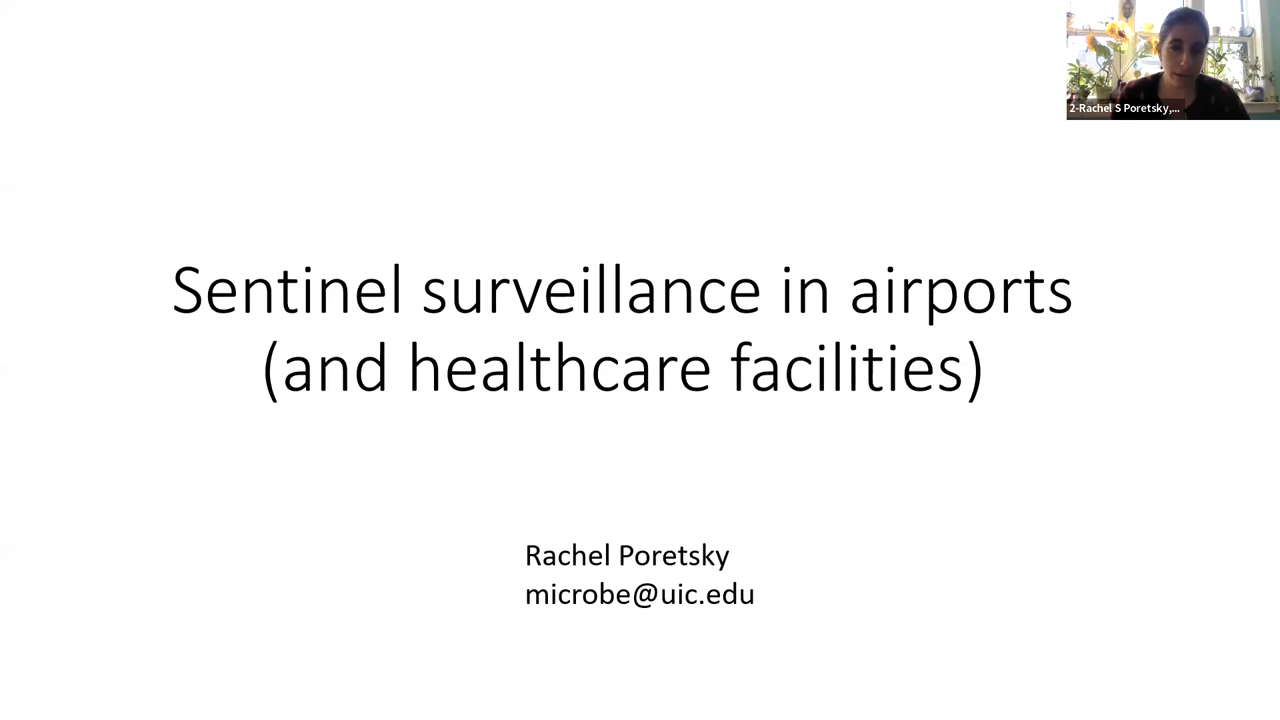 2-Rachel S Poretsky,...
Sentinel surveillance in airports
(and healthcare facilities)
Rachel Poretsky
microbe@uic.edu